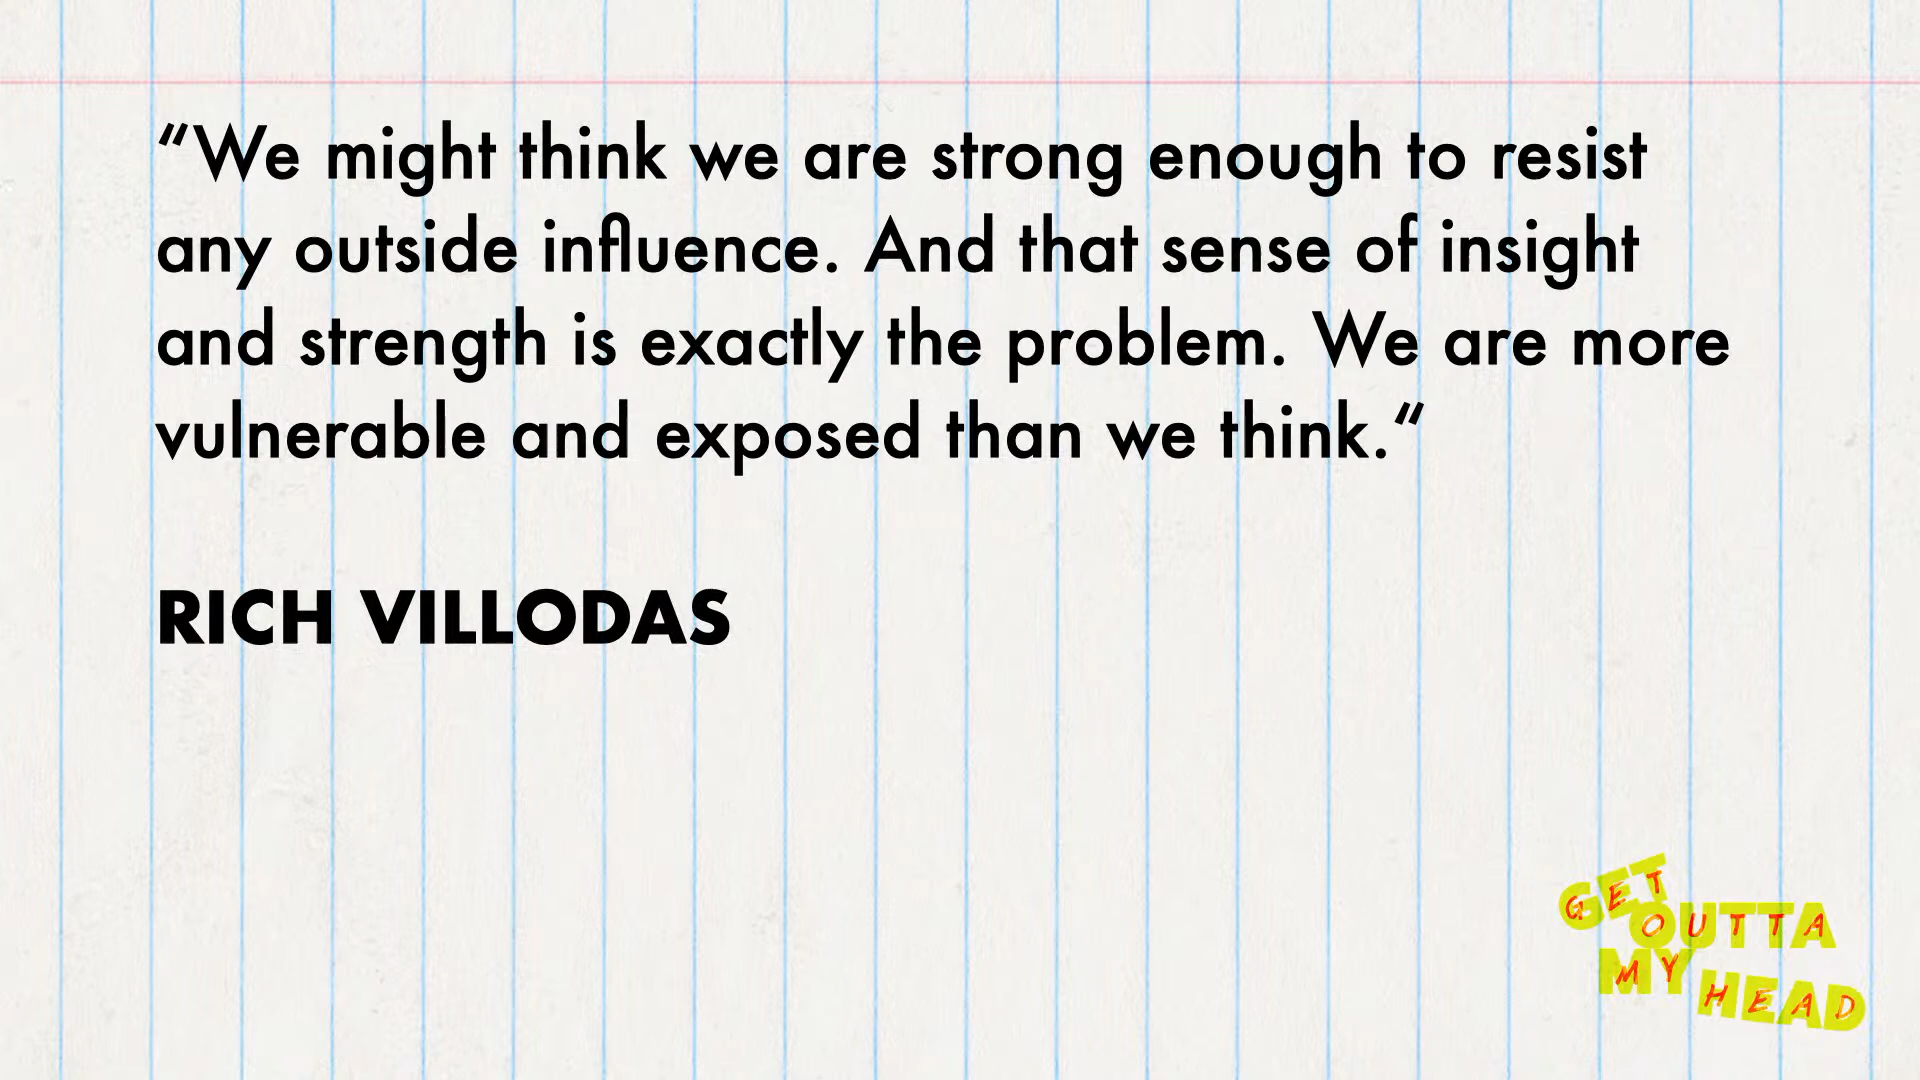 “We might think we are strong enough to resist
any outside influence. And that sense of insight
and strength is exactly the problem. We are more
vulnerable and exposed than we think.“
RICH VILLODAS
GET
OUTTA
MY
HEAD